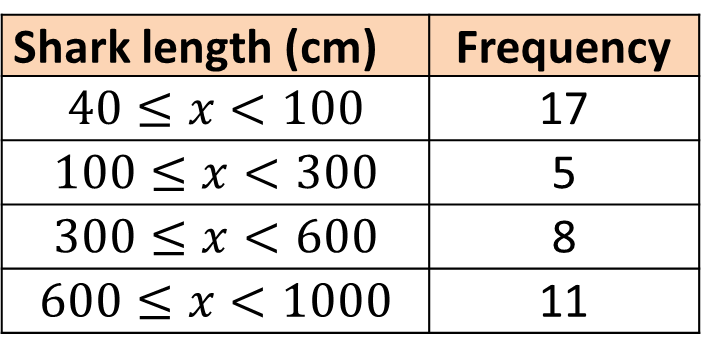 Shark length (cm) Frequency
40 ≤ x < 100 17
100 ≤ x < 300 5
300 ≤ x < 600 8
600 ≤ x < 1000 11